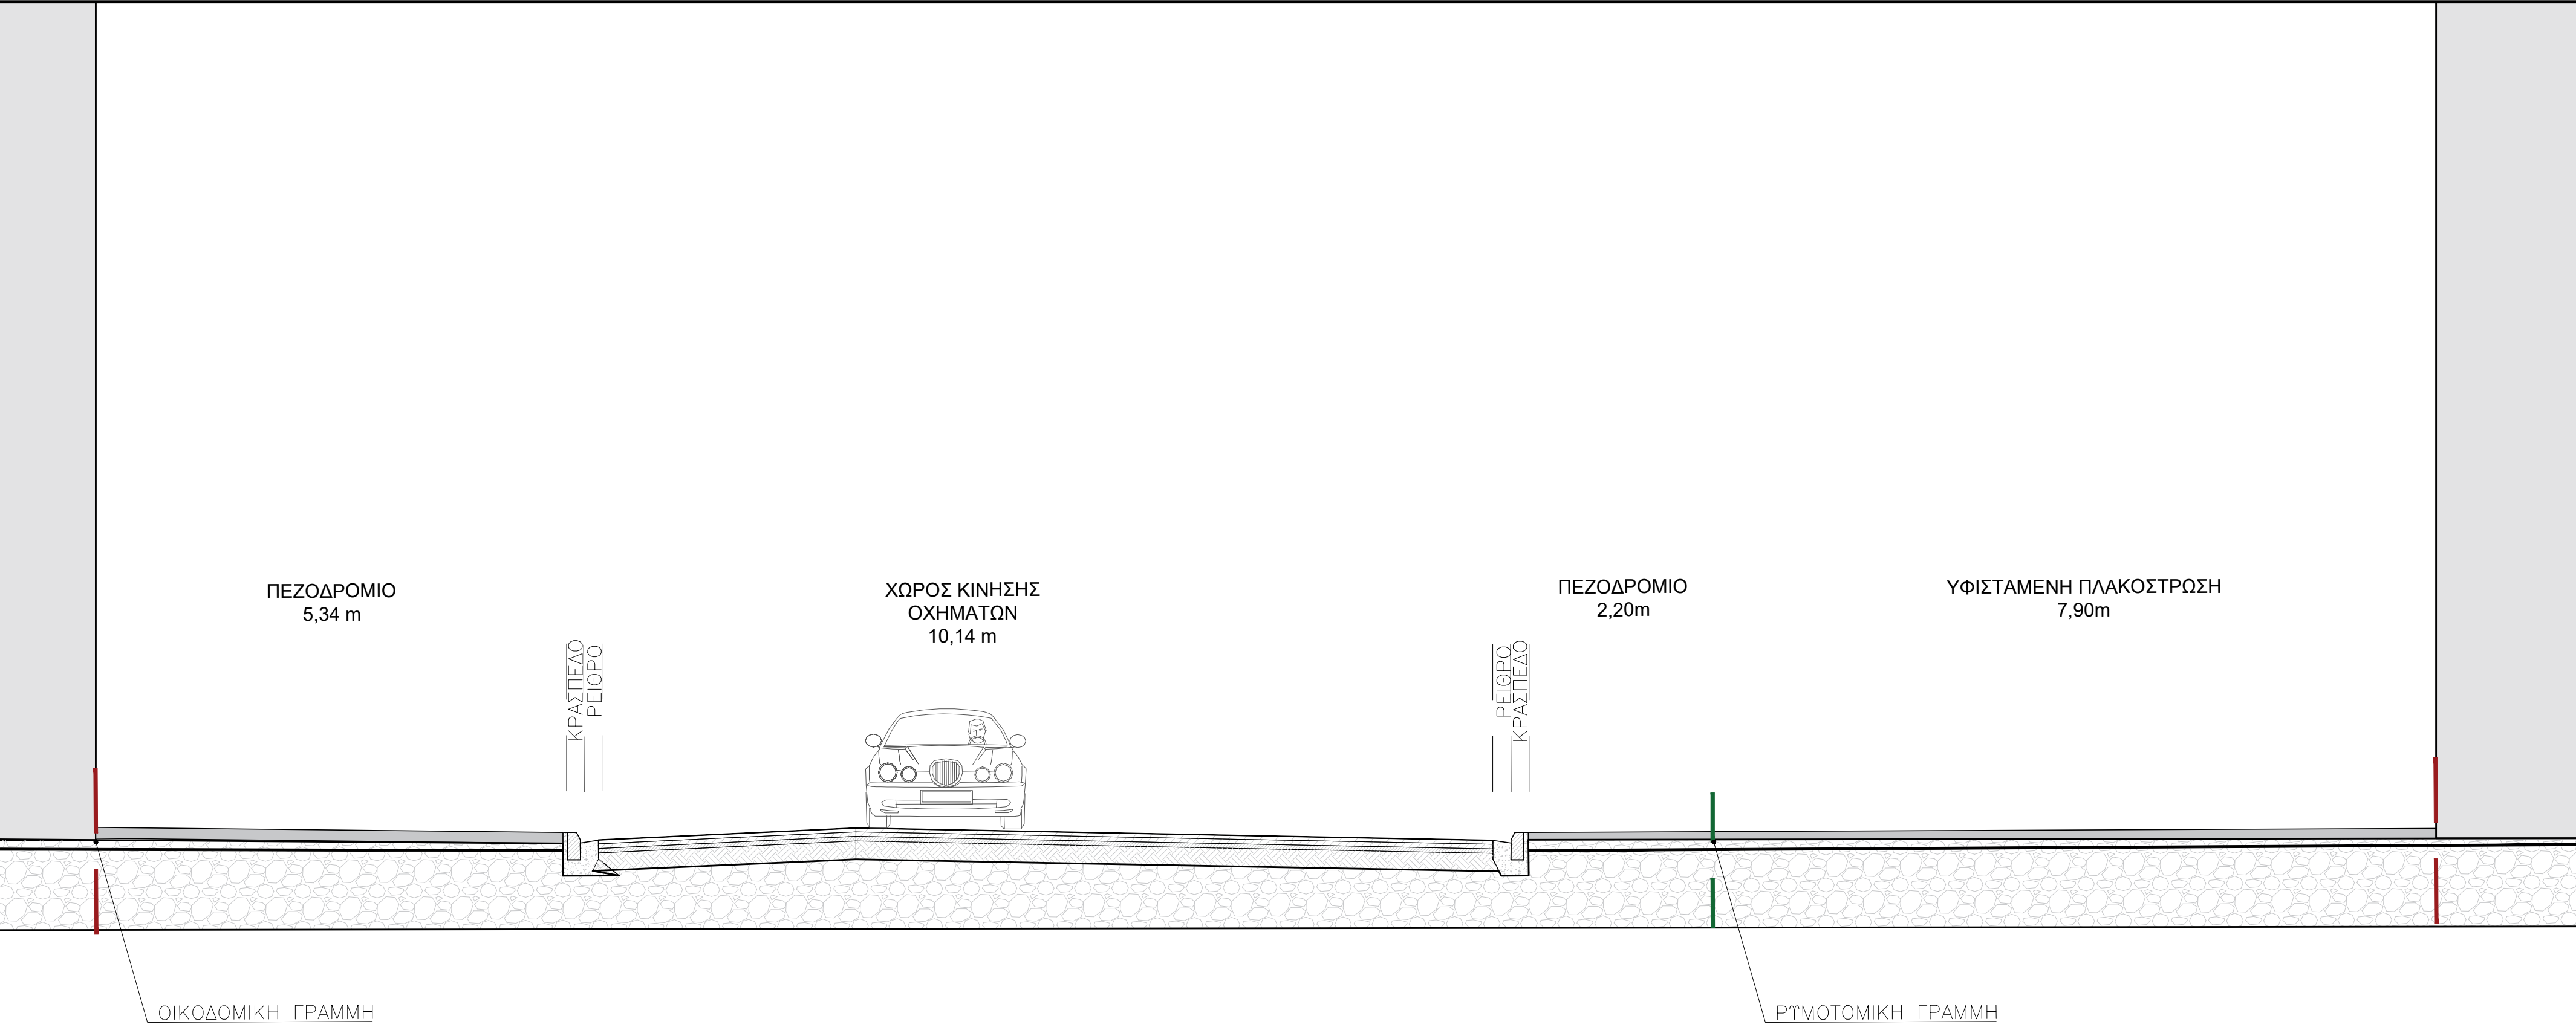 ΠΕΖΟΔΡΟΜΙΟ
5,34 m
ΧΩΡΟΣ ΚΙΝΗΣΗΣ
ΟΧΗΜΑΤΩΝ
10,14 m
ΠΕΖΟΔΡΟΜΙΟ
2,20m
ΥΦΙΣΤΑΜΕΝΗ ΠΛΑΚΟΣΤΡΩΣΗ
7,90m
ΚΡΑΣΠΕΔΟ
ΡΕΙΘΡΟ
ΡΕΙΘΡΟ
ΚΡΑΣΠΕΔΟ
ΟΙΚΟΔΟΜΙΚΗ ΓΡΑΜΜΗ
ΡΥΜΟΤΟΜΙΚΗ ΓΡΑΜΜΗ